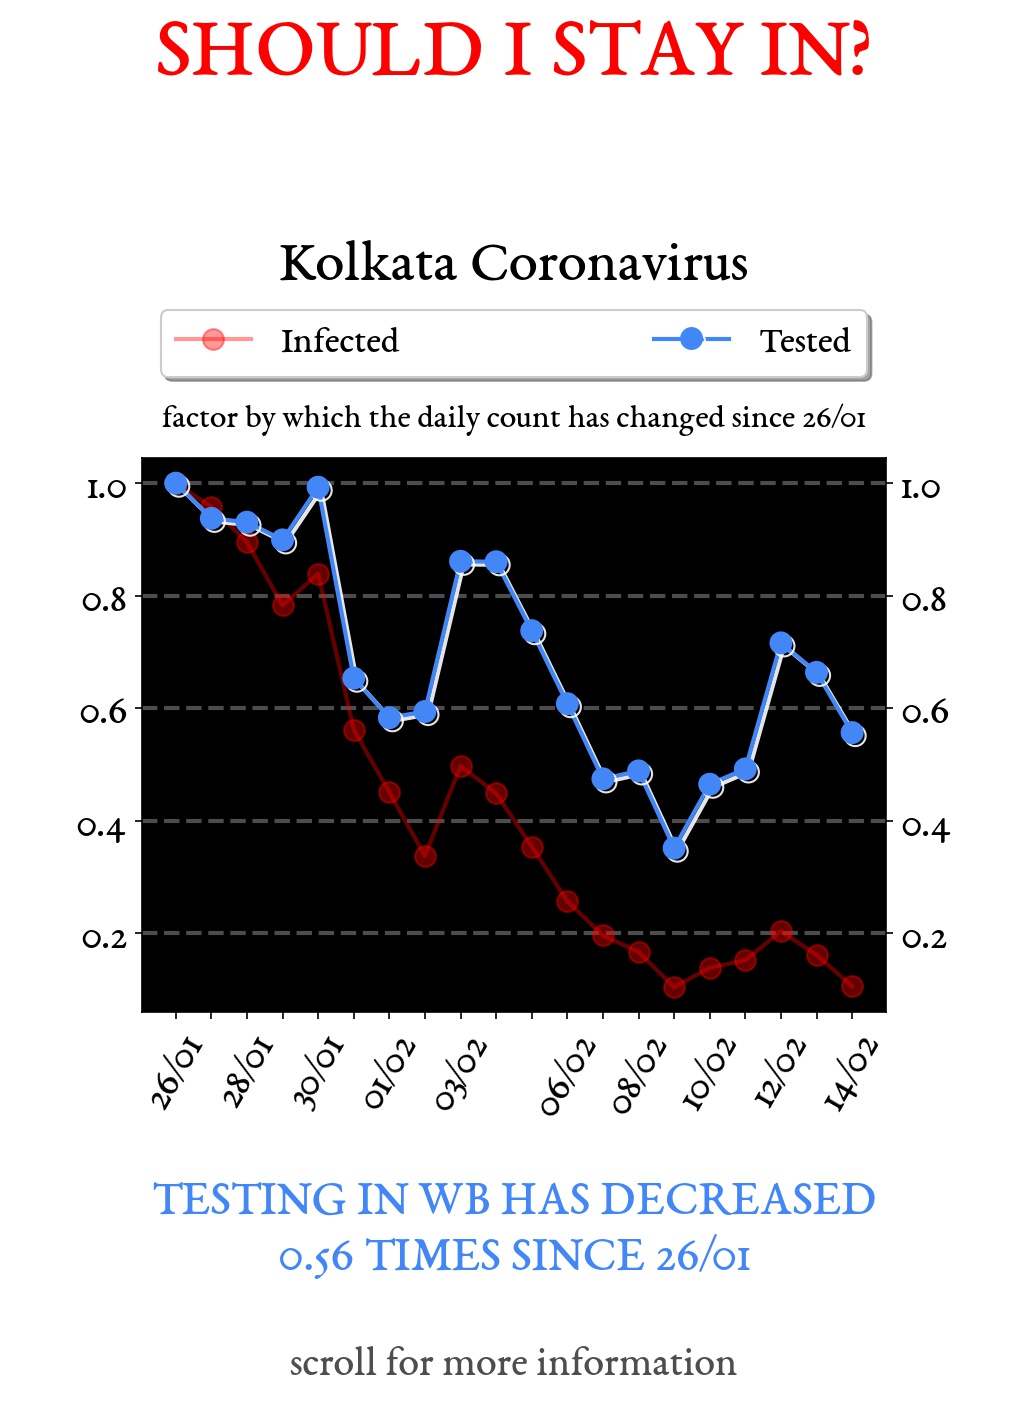 SHOULD I STAY IN?
Kolkata Coronavirus
Infected Tested
factor by which the daily count has changed since 26/01
1.0 1.0
0.8 0.8
0.6 0.6
0.4 0.4
0.2 0.2
26/01 28/01 30/01 01/02 03/02 06/02 08/02 10/02 12/02 14/02
TESTING IN WB HAS DECREASED
0.56 TIMES SINCE 26/01
scroll for more information